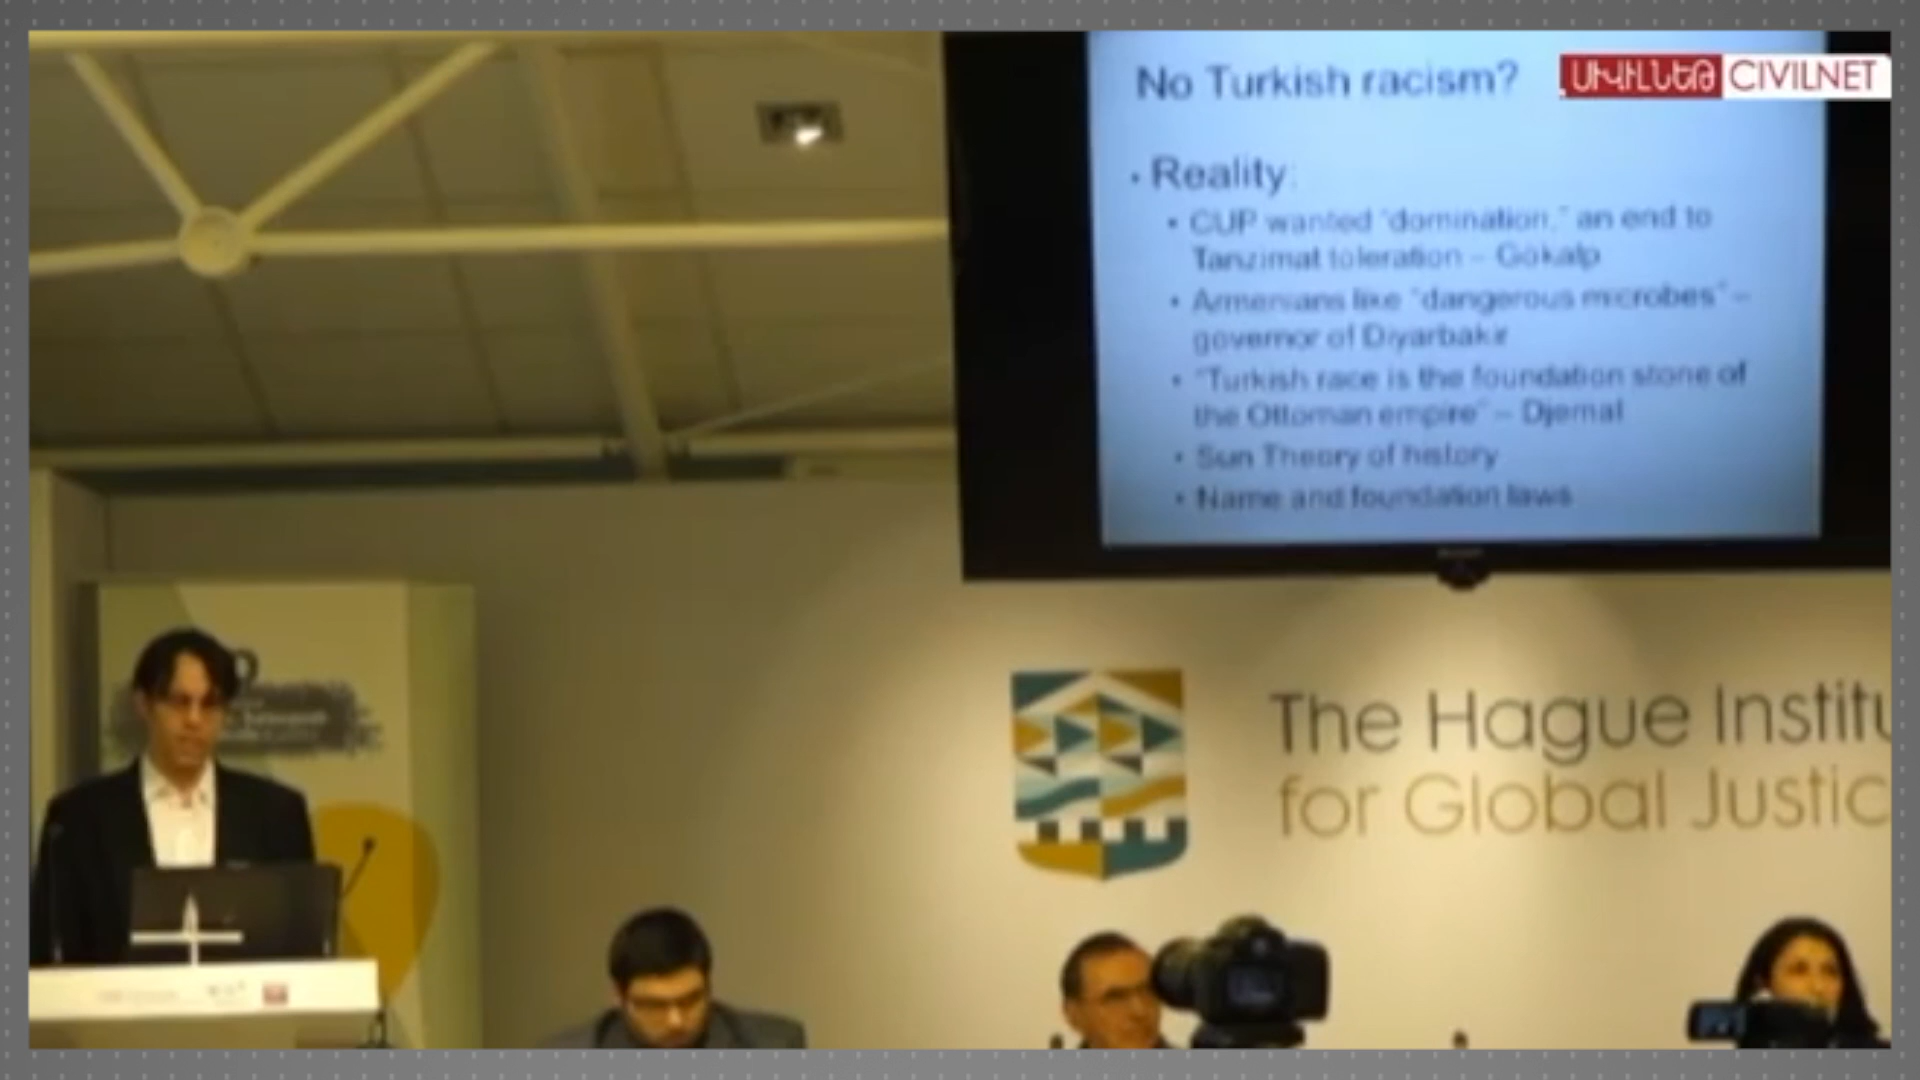 No Turkish racism?
ՍԻՎԻԼՆԵԹ CIVILNET
• Reality:
• CUP wanted "domination," an end to
Tanzimat toleration – Gökalp
• Armenians like "dangerous microbes" –
governor of Diyarbakir
• "Turkish race is the foundation stone of
the Ottoman empire" – Djemal
• Sun Theory of history
• Name and foundation laws
The Hague Institu
for Global Justic